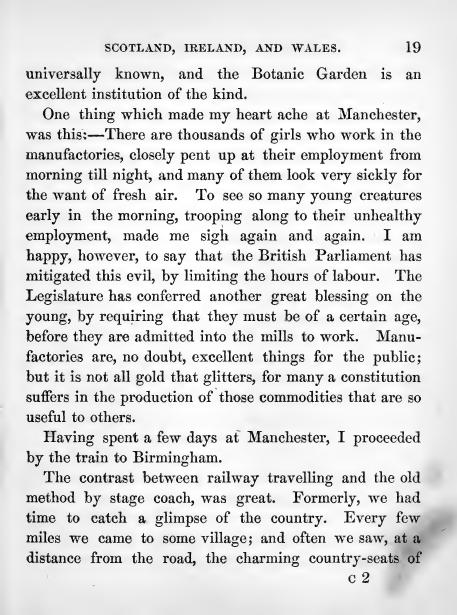 SCOTLAND, IRELAND, AND WALES. 19
universally known, and the Botanic Garden is an
excellent institution of the kind.
One thing which made my heart ache at Manchester,
was this:—There are thousands of girls who work in the
manufactories, closely pent up at their employment from
morning till night, and many of them look very sickly for
the want of fresh air. To see so many young creatures
early in the morning, trooping along to their unhealthy
employment, made me sigh again and again. I am
happy, however, to say that the British Parliament has
mitigated this evil, by limiting the hours of labour. The
Legislature has conferred another great blessing on the
young, by requiring that they must be of a certain age,
before they are admitted into the mills to work. Manu-
factories are, no doubt, excellent things for the public;
but it is not all gold that glitters, for many a constitution
suffers in the production of those commodities that are so
useful to others.
Having spent a few days at Manchester, I proceeded
by the train to Birmingham.
The contrast between railway travelling and the old
method by stage coach, was great. Formerly, we had
time to catch a glimpse of the country. Every few
miles we came to some village; and often we saw, at a
distance from the road, the charming country-seats of
C 2